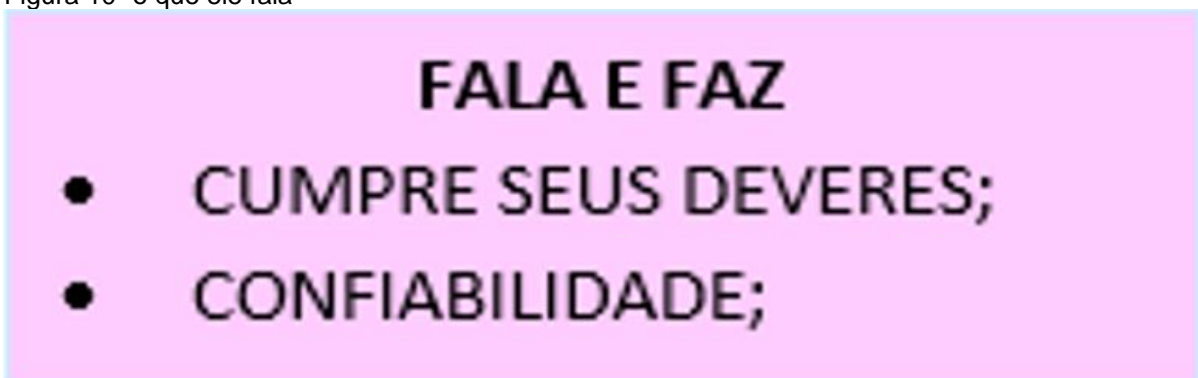 FALA E FAZ
• CUMPRE SEUS DEVERES;
• CONFIABILIDADE;